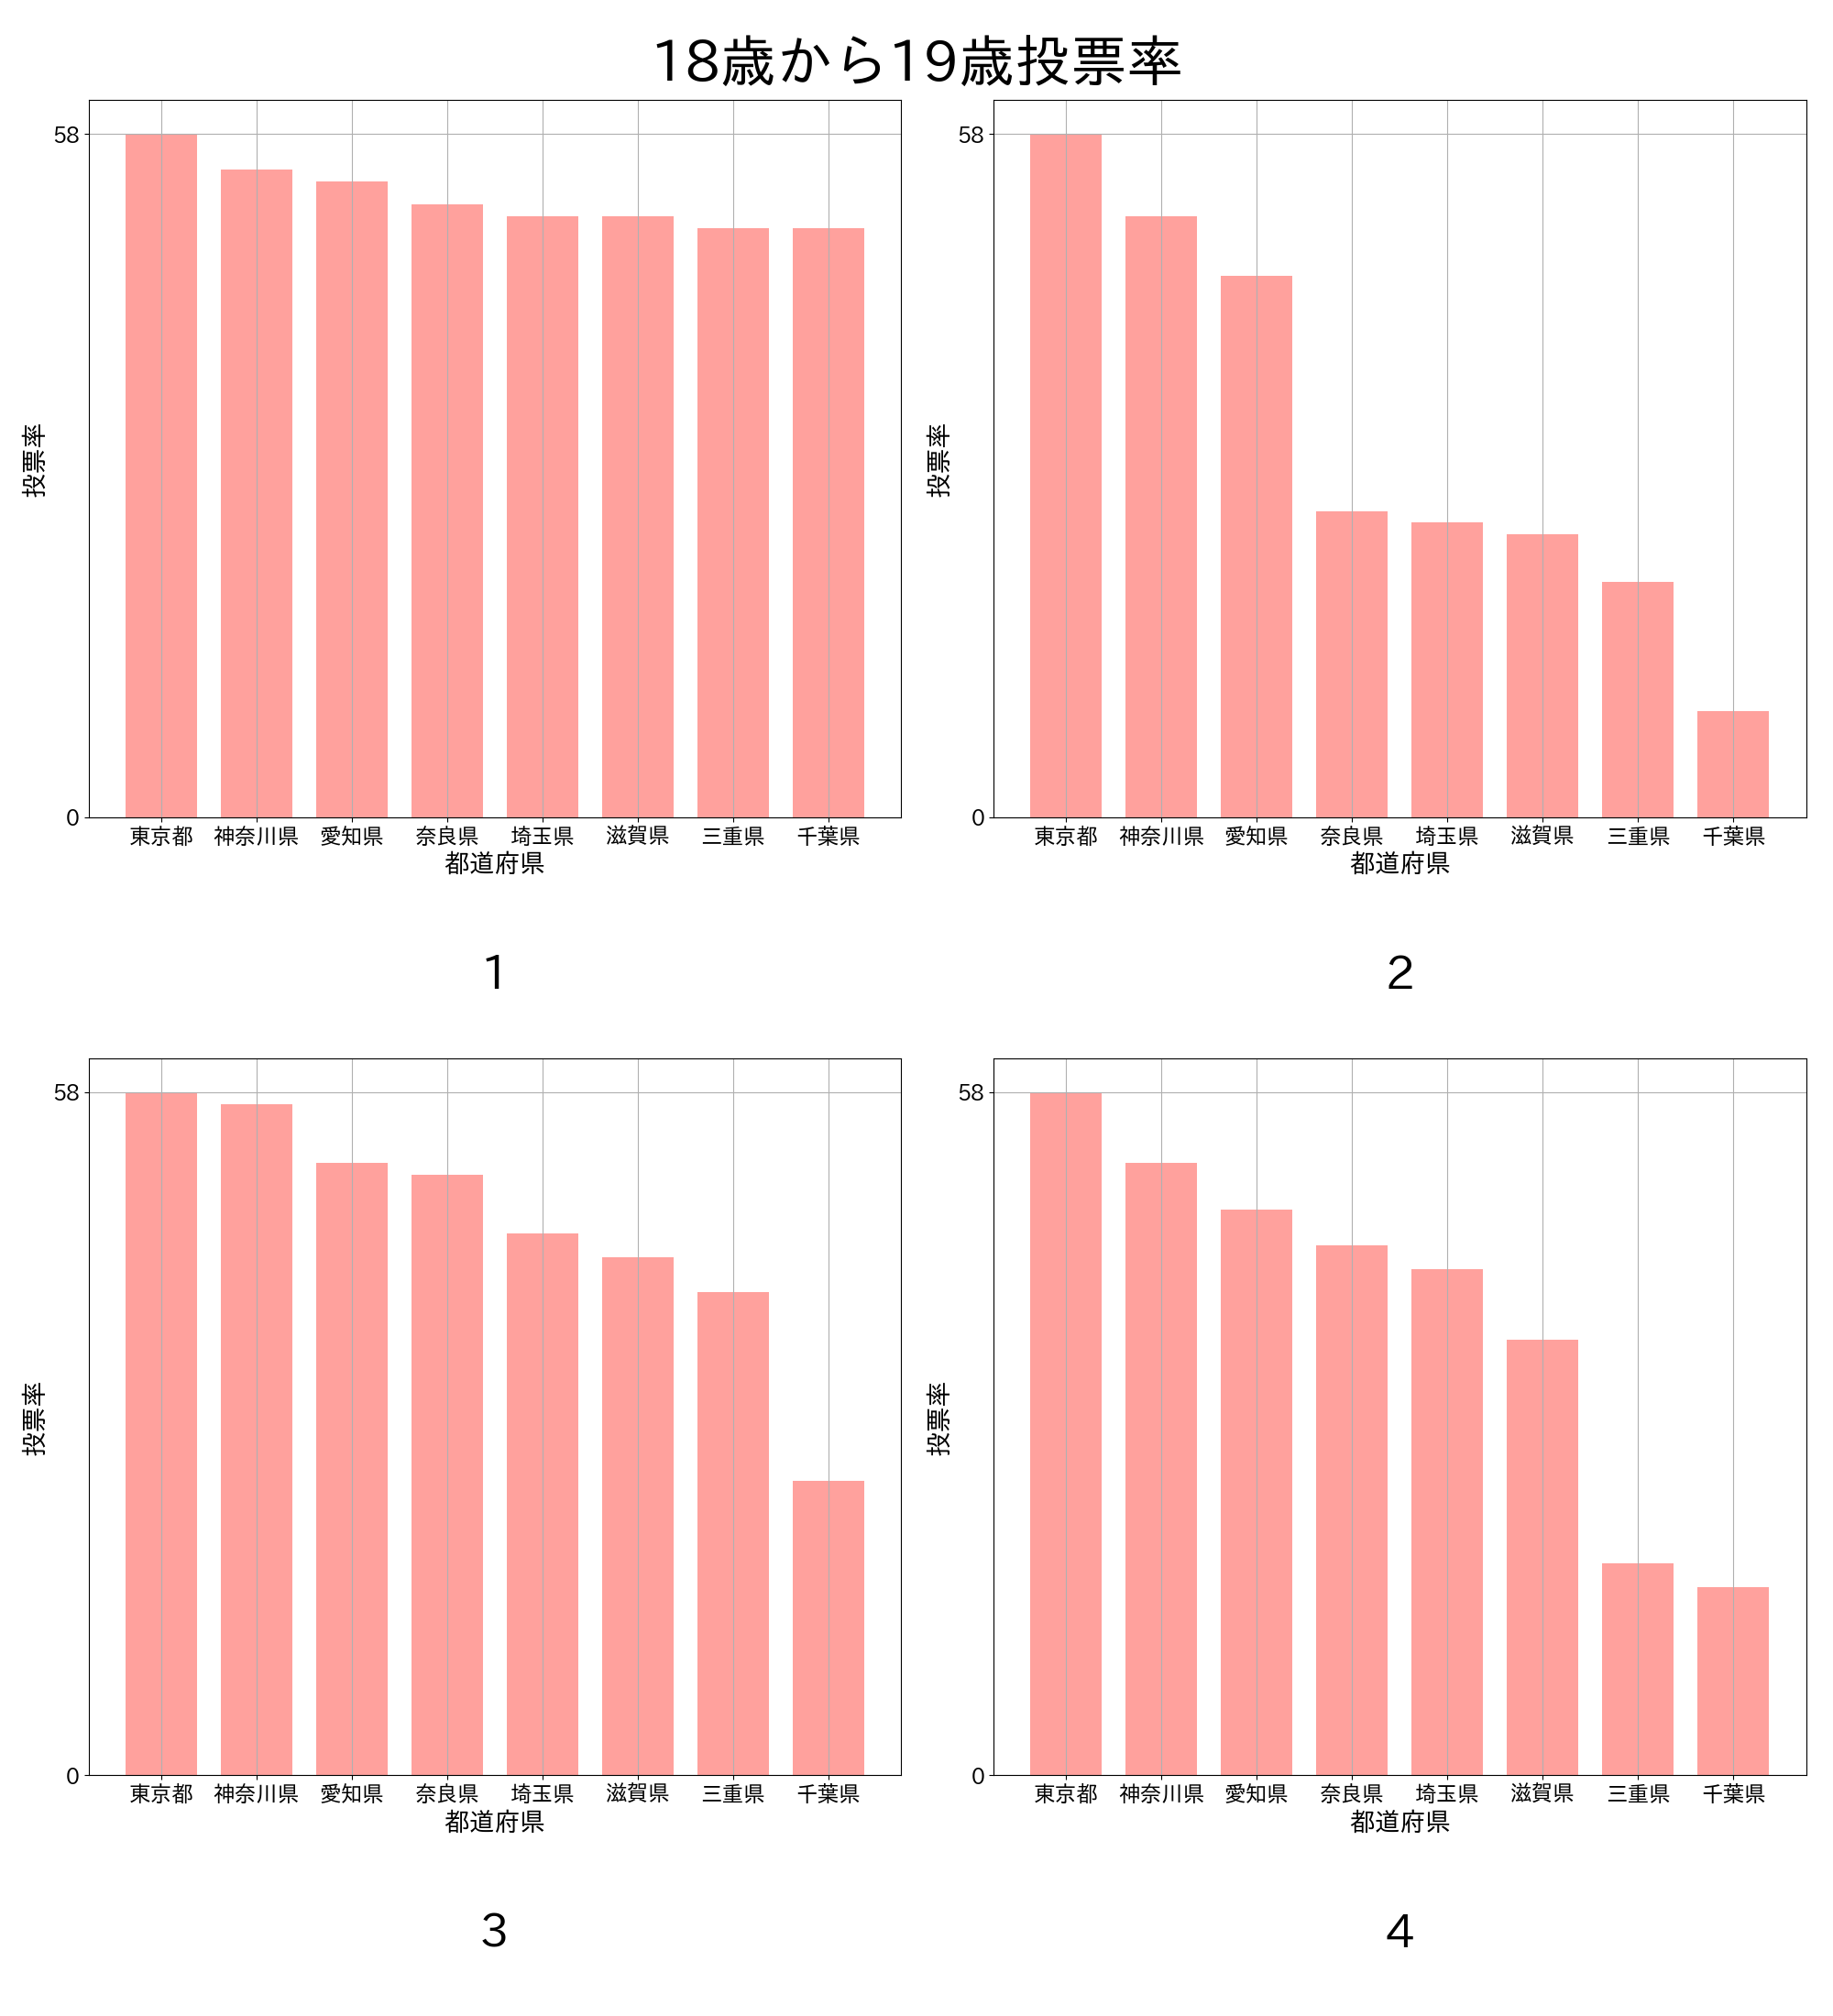 18歳から19歳投票率
58
0
投票率
東京都 神奈川県 愛知県 奈良県 埼玉県 滋賀県 三重県 千葉県
都道府県
1
58
0
投票率
東京都 神奈川県 愛知県 奈良県 埼玉県 滋賀県 三重県 千葉県
都道府県
2
58
0
投票率
東京都 神奈川県 愛知県 奈良県 埼玉県 滋賀県 三重県 千葉県
都道府県
3
58
0
投票率
東京都 神奈川県 愛知県 奈良県 埼玉県 滋賀県 三重県 千葉県
都道府県
4